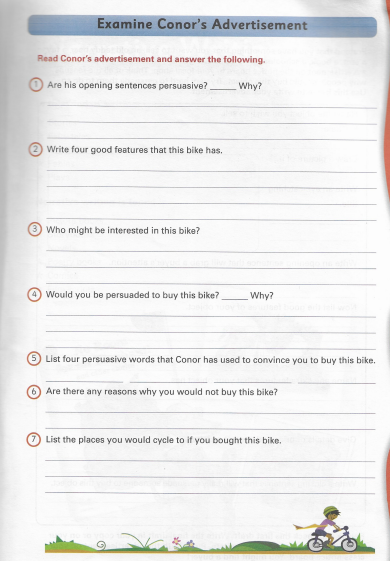 Examine Conor's Advertisement
Read Conor's advertisement and answer the following.
1 Are his opening sentences persuasive? _____ Why?
2 Write four good features that this bike has.
3 Who might be interested in this bike?
4 Would you be persuaded to buy this bike? _____ Why?
5 List four persuasive words that Conor has used to convince you to buy this bike.
6 Are there any reasons why you would not buy this bike?
7 List the places you would cycle to if you bought this bike.